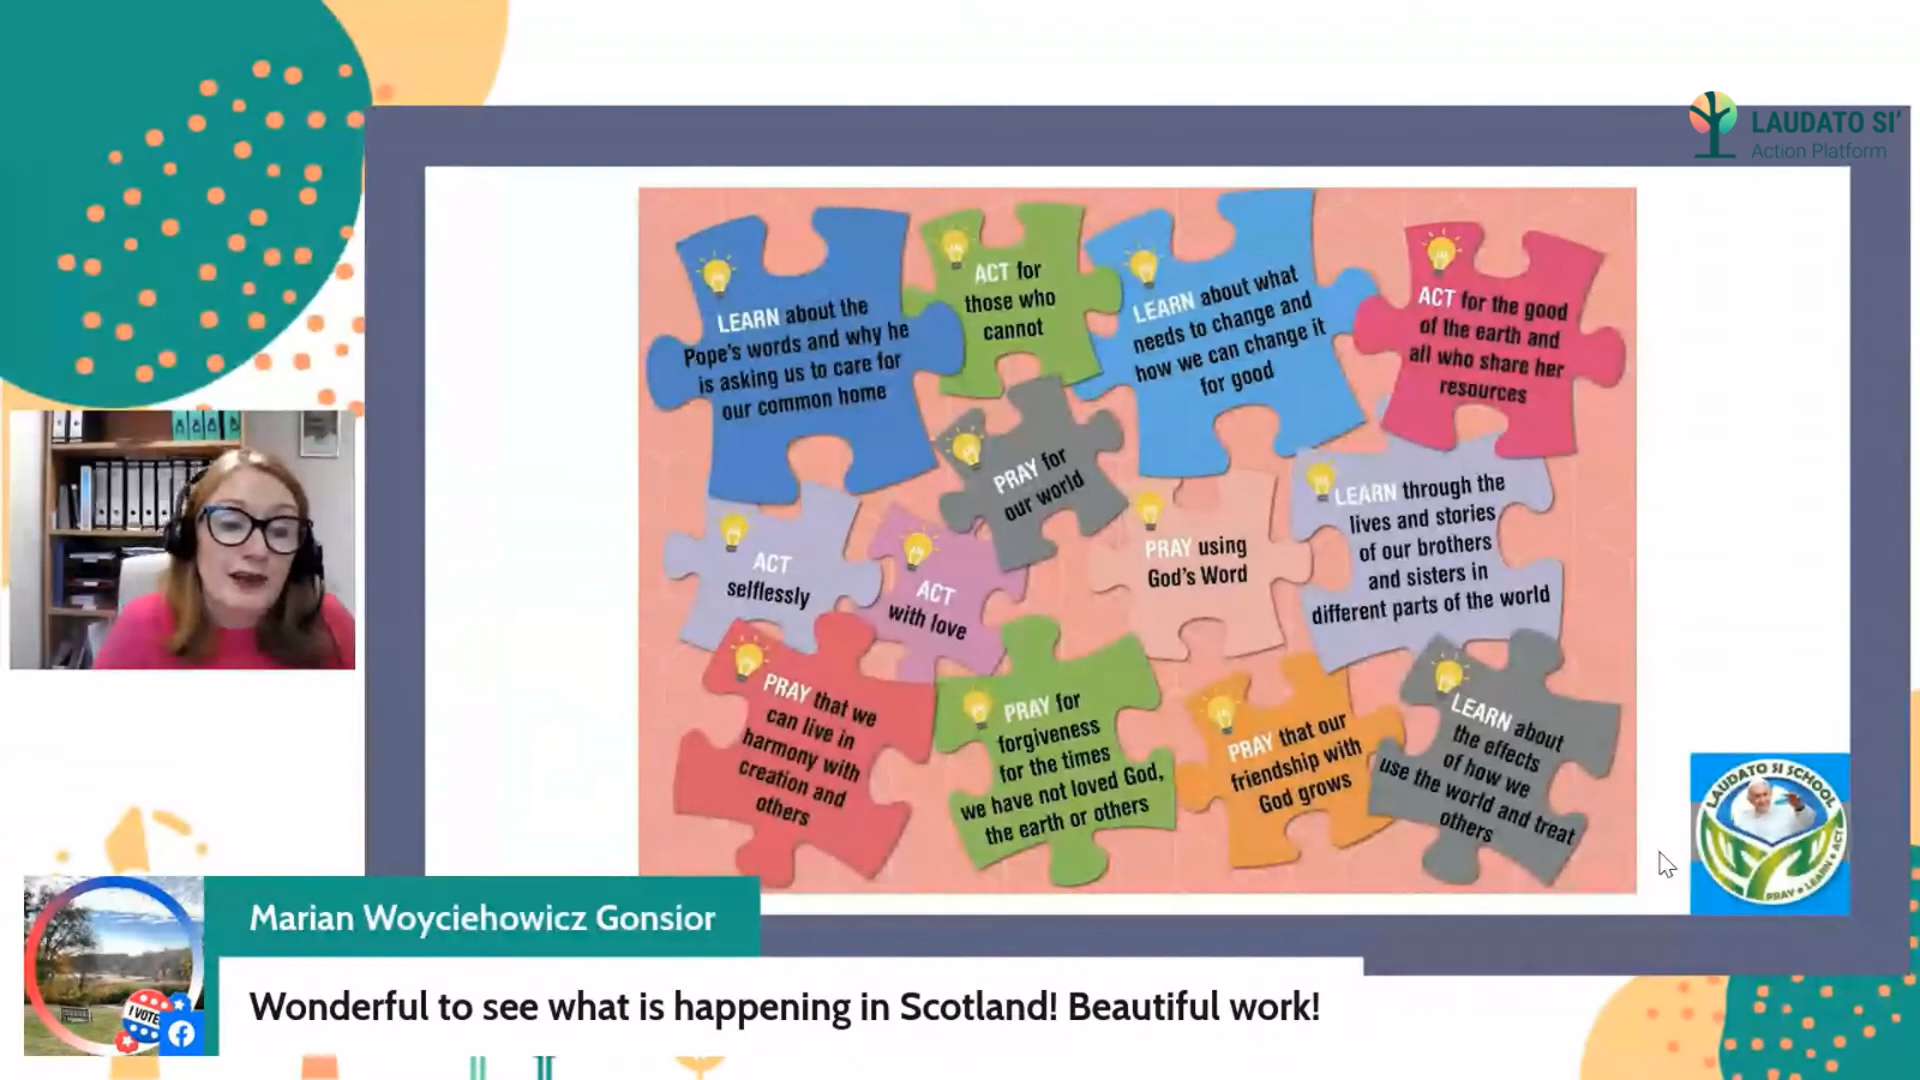 LAUDATO SI'
Action Platform
LEARN about the
Pope's words and why he
is asking us to care for
our common home
ACT for
those who
cannot
LEARN about what
needs to change and
how we can change it
for good
ACT for the good
of the earth and
all who share her
resources
PRAY for
our world
ACT
selflessly
ACT
with love
PRAY using
God's Word
LEARN through the
lives and stories
of our brothers
and sisters in
different parts of the world
PRAY that we
can live in
harmony with
creation and
others
PRAY for
forgiveness
for the times
we have not loved God,
the earth or others
PRAY that our
friendship with
God grows
LEARN about
the effects
of how we
use the world and treat
others
LAUDATO SI SCHOOL
PRAY • LEARN • ACT
Marian Woyciehowicz Gonsior
I VOTE
Wonderful to see what is happening in Scotland! Beautiful work!